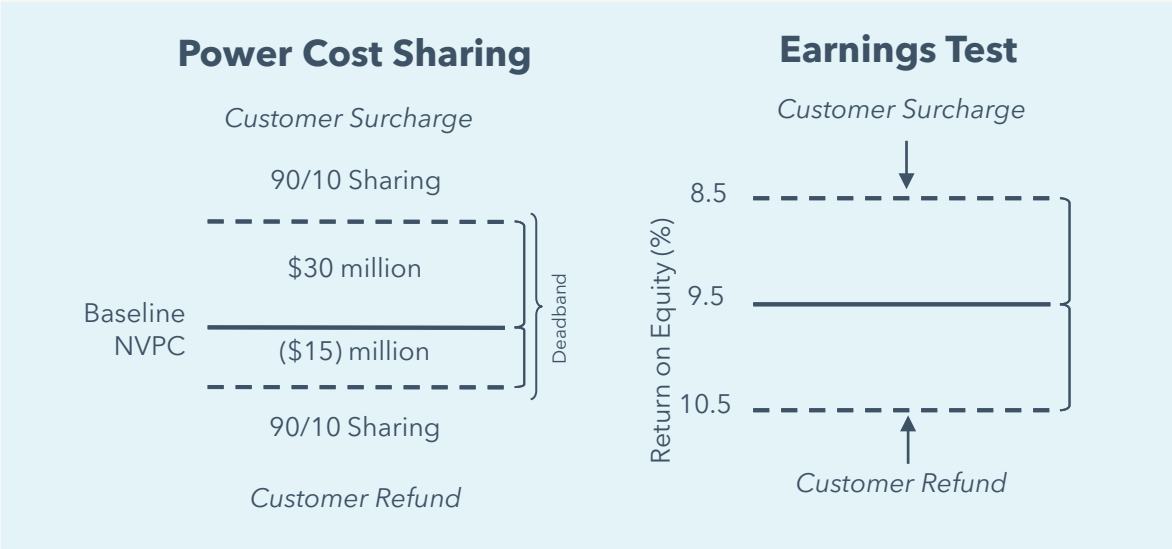 Power Cost Sharing
Customer Surcharge
90/10 Sharing
$30 million
Baseline
NVPC
($15) million
Deadband
90/10 Sharing
Customer Refund
Earnings Test
Customer Surcharge
8.5
9.5
10.5
Return on Equity (%)
Customer Refund